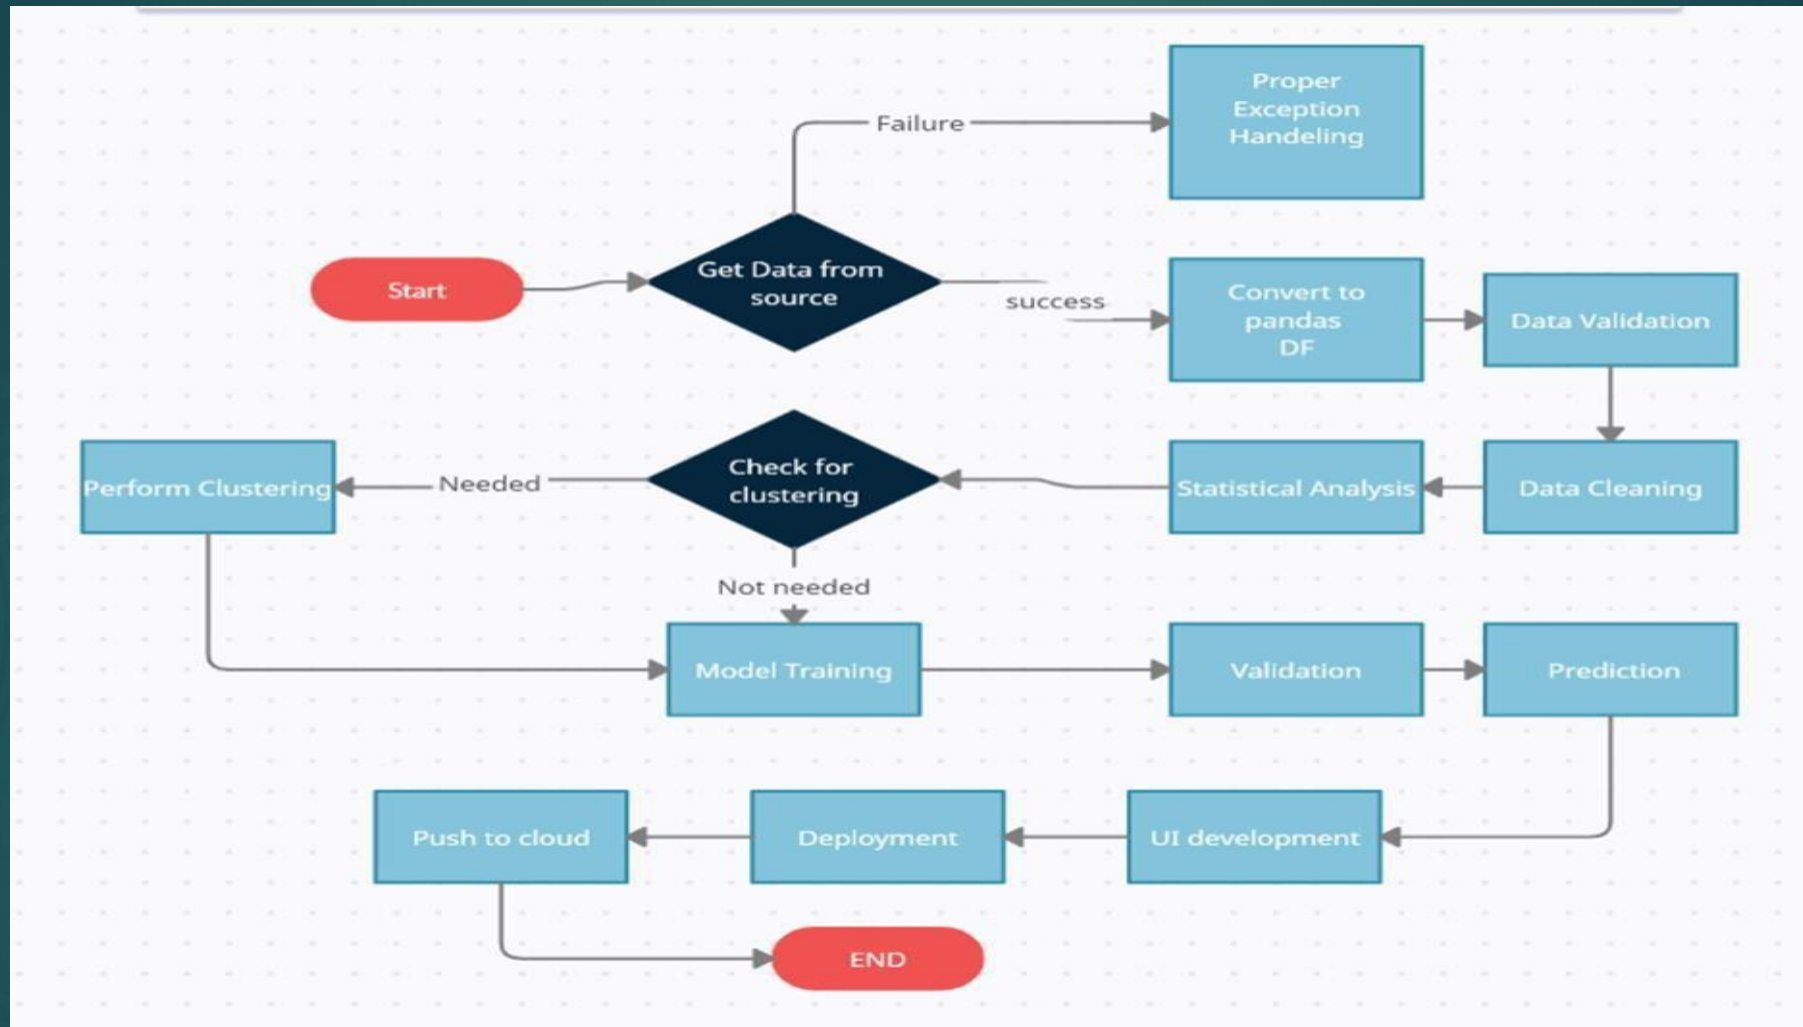 Proper
Exception
Handeling
Failure
Start
Get Data from
source
success
Convert to
pandas
DF
Data Validation
Data Cleaning
Statistical Analysis
Check for
clustering
Needed
Perform Clustering
Not needed
Model Training
Validation
Prediction
UI development
Deployment
Push to cloud
END